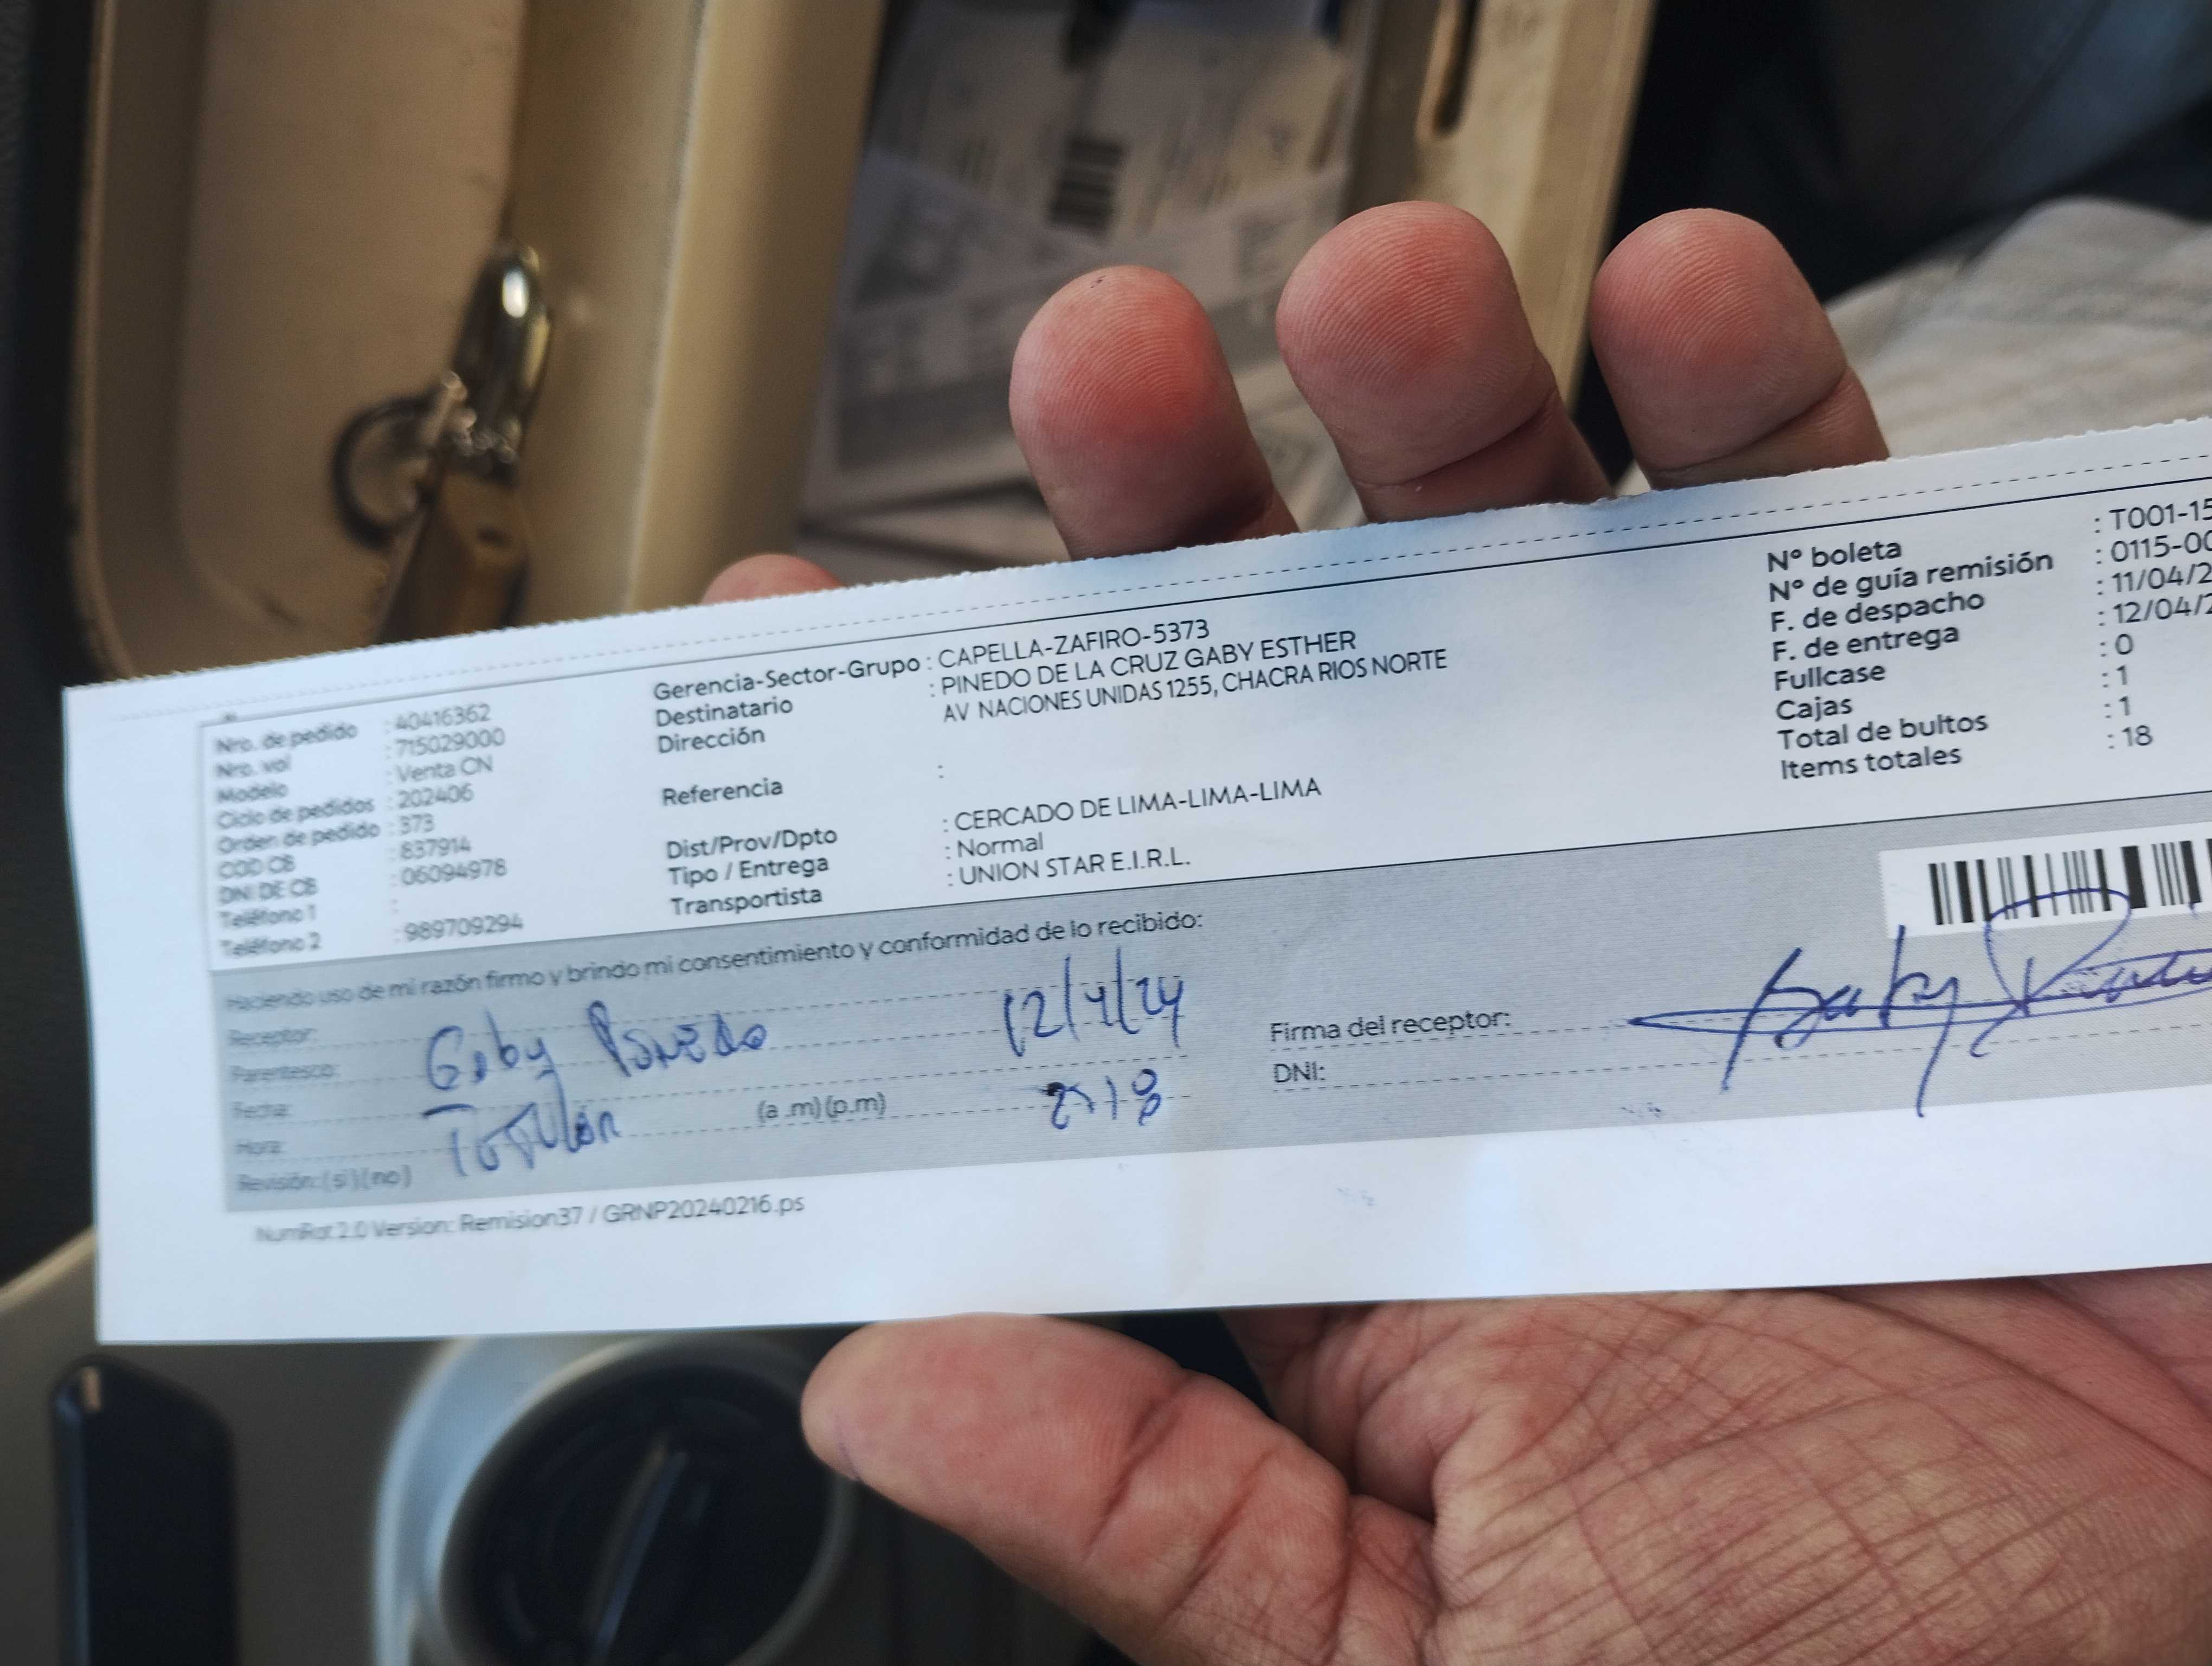 Nro. de pedido : 40416362
Nro. vol : 715029000
Modelo : Venta CN
Ciclo de pedidos : 202406
Orden de pedido : 373
COD CB : 837914
DNI DE CB : 06094978
Teléfono 1 :
Teléfono 2 : 989709294
Gerencia-Sector-Grupo : CAPELLA-ZAFIRO-5373
Destinatario : PINEDO DE LA CRUZ GABY ESTHER
Dirección AV NACIONES UNIDAS 1255, CHACRA RIOS NORTE
Referencia :
Dist/Prov/Dpto : CERCADO DE LIMA-LIMA-LIMA
Tipo / Entrega : Normal
Transportista : UNION STAR E.I.R.L.
Nº boleta : T001-15
Nº de guía remisión : 0115-00
F. de despacho : 11/04/2
F. de entrega : 12/04/2
Fullcase : 0
Cajas : 1
Total de bultos : 1
Items totales : 18
Haciendo uso de mi razón firmo y brindo mi consentimiento y conformidad de lo recibido:
Receptor:
Parentesco: Gaby Pinedo 12/4/24
Fecha:
Hora: (a .m) (p.m)
Revisión: (si) (no)
Firma del receptor: Gaby
DNI:
NumRot 2.0 Version: Remision37 / GRNP20240216.ps